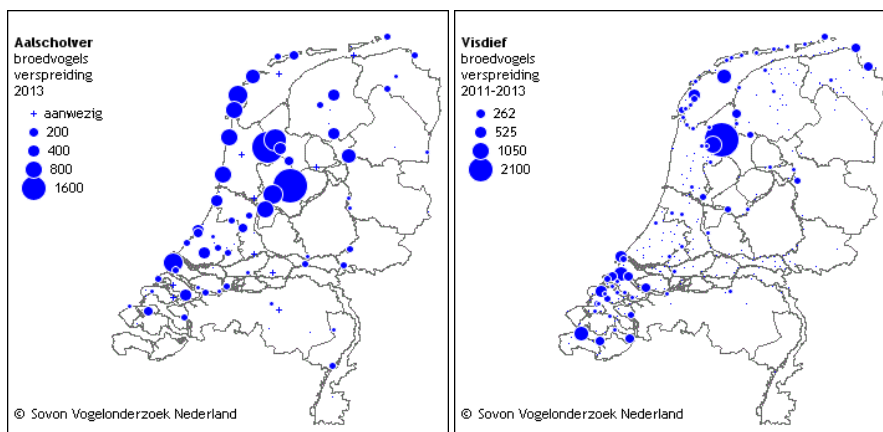 Aalscholver
broedvogels
verspreiding
2013
aanwezig
200
400
800
1600
© Sovon Vogelonderzoek Nederland
Visdief
broedvogels
verspreiding
2011-2013
262
525
1050
2100
© Sovon Vogelonderzoek Nederland